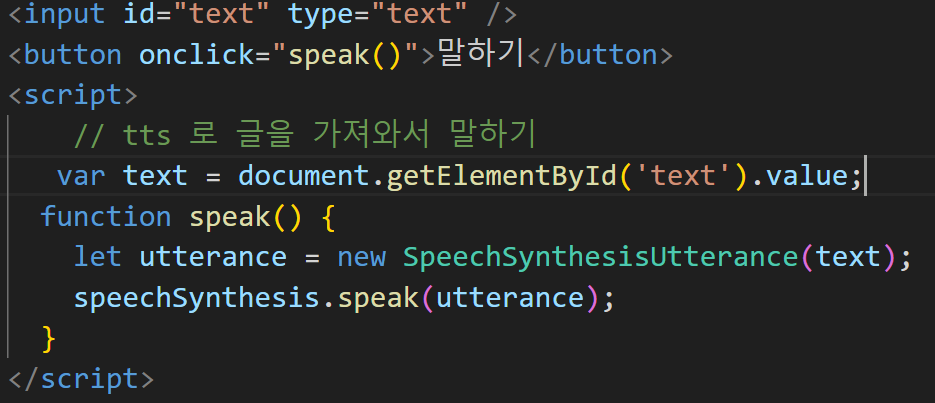 <input id="text" type="text" />
<button onclick="speak()">말하기</button>
<script>
// tts 로 글을 가져와서 말하기
var text = document.getElementById('text').value;
function speak() {
let utterance = new SpeechSynthesisUtterance(text);
speechSynthesis.speak(utterance);
}
</script>